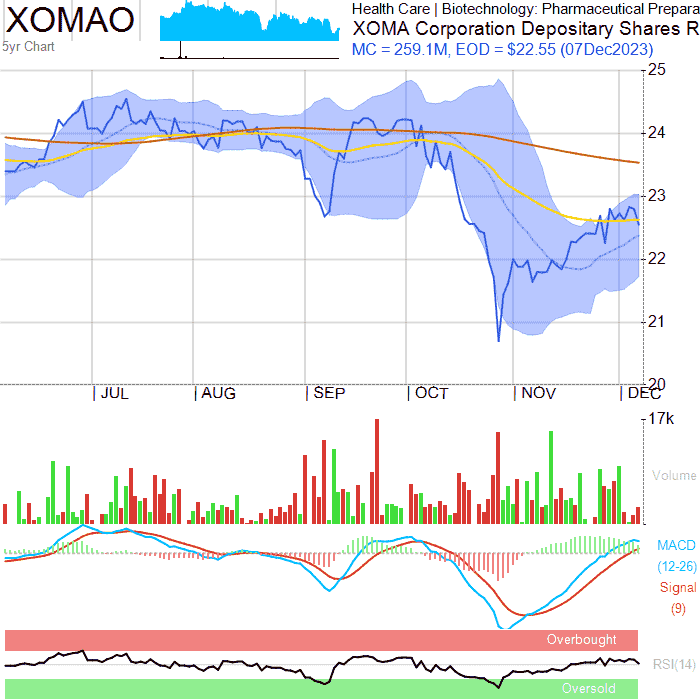 XOMAO
5yr Chart
Health Care | Biotechnology: Pharmaceutical Prepara
XOMA Corporation Depositary Shares R
MC = 259.1M, EOD = $22.55 (07Dec2023)
25
24
23
22
21
20
JUL AUG SEP OCT NOV DEC
17k
Volume
MACD
(12-26)
Signal
(9)
Overbought
RSI(14)
Oversold